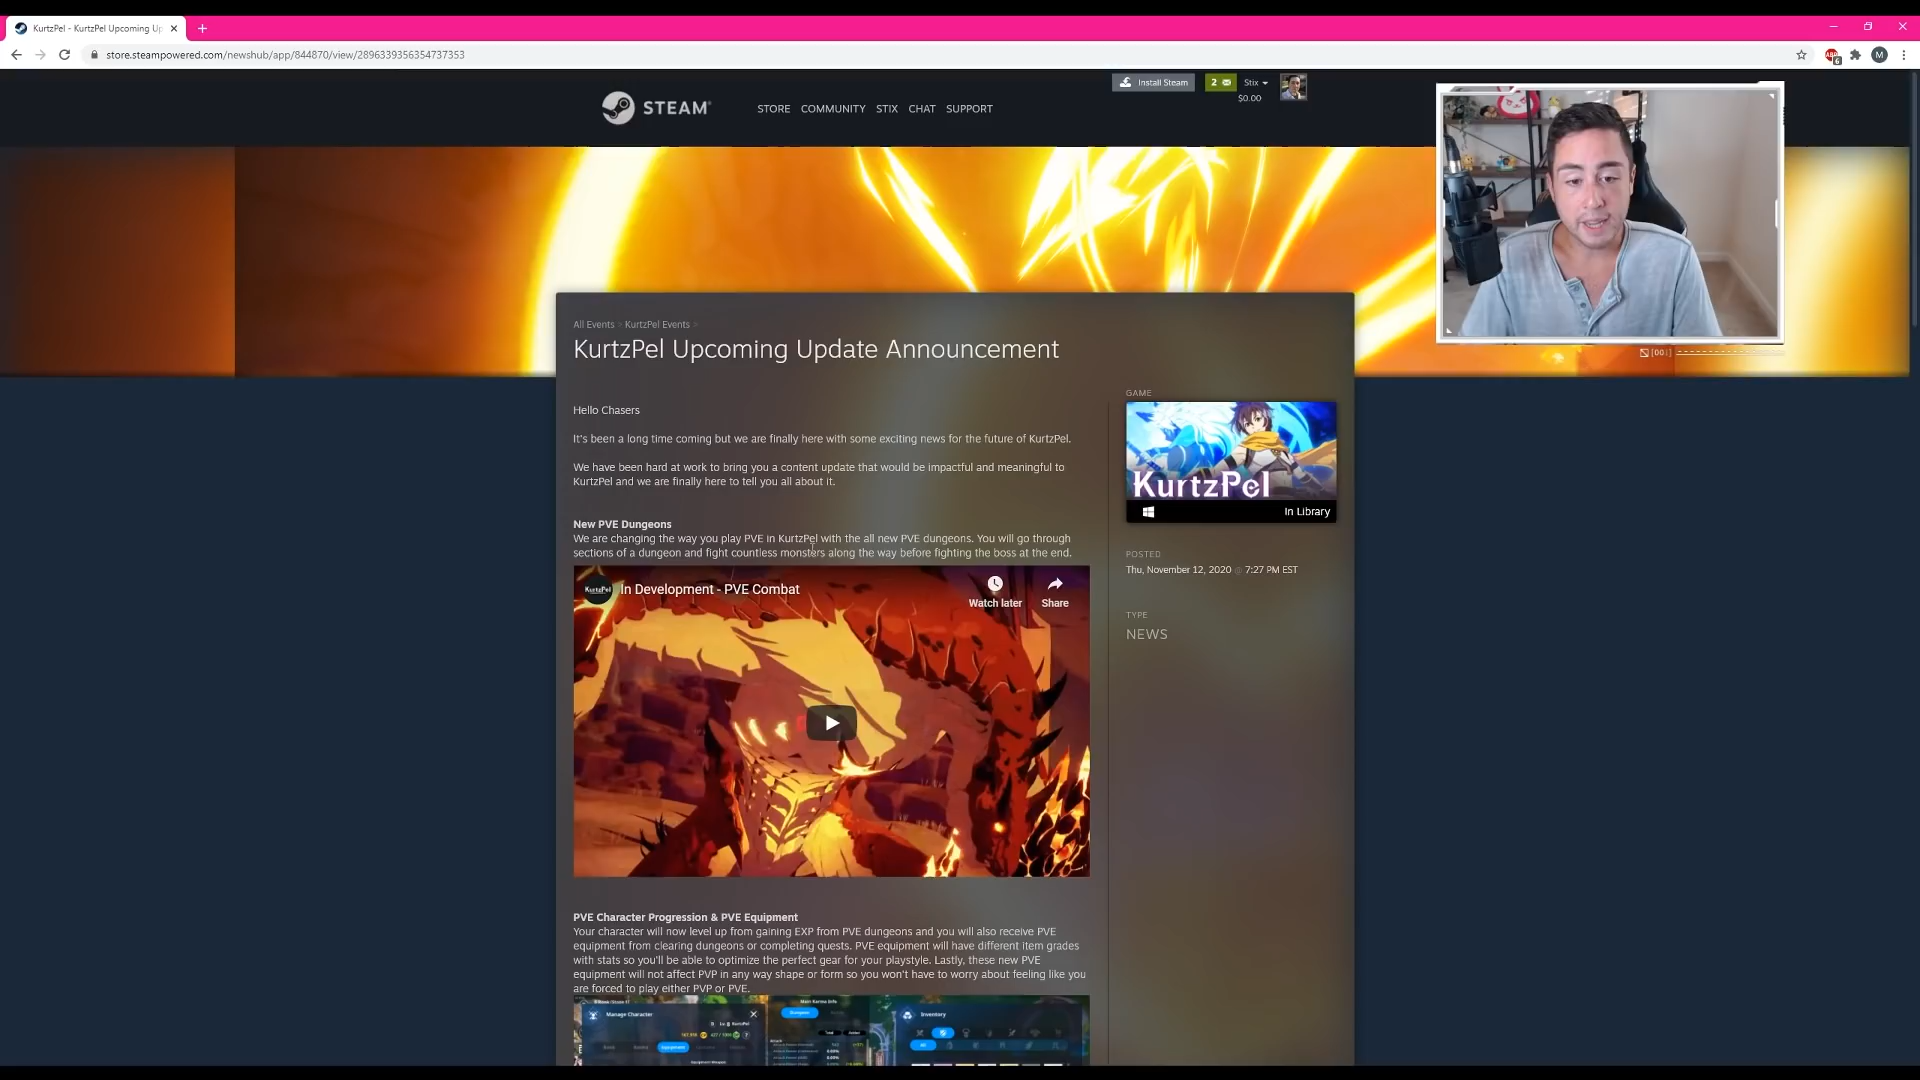 KurtzPel - KurtzPel Upcoming Up
store.steampowered.com/newshub/app/844870/view/2896339356354737353
6
M
Install Steam
2
Stix
$0.00
STEAM
STORE COMMUNITY STIX CHAT SUPPORT
All Events > KurtzPel Events >
KurtzPel Upcoming Update Announcement
Hello Chasers
It's been a long time coming but we are finally here with some exciting news for the future of KurtzPel.
We have been hard at work to bring you a content update that would be impactful and meaningful to
KurtzPel and we are finally here to tell you all about it.
New PVE Dungeons
We are changing the way you play PVE in KurtzPel with the all new PVE dungeons. You will go through
sections of a dungeon and fight countless monsters along the way before fighting the boss at the end.
KurtzPel
In Development - PVE Combat
Watch later
Share
PVE Character Progression & PVE Equipment
Your character will now level up from gaining EXP from PVE dungeons and you will also receive PVE
equipment from clearing dungeons or completing quests. PVE equipment will have different item grades
with stats so you'll be able to optimize the perfect gear for your playstyle. Lastly, these new PVE
equipment will not affect PVP in any way shape or form so you won't have to worry about feeling like you
are forced to play either PVP or PVE.
Manage Character
Main Karma Info
Inventory
Equipment
All
GAME
KurtzPel
In Library
POSTED
Thu, November 12, 2020 @ 7:27 PM EST
TYPE
NEWS